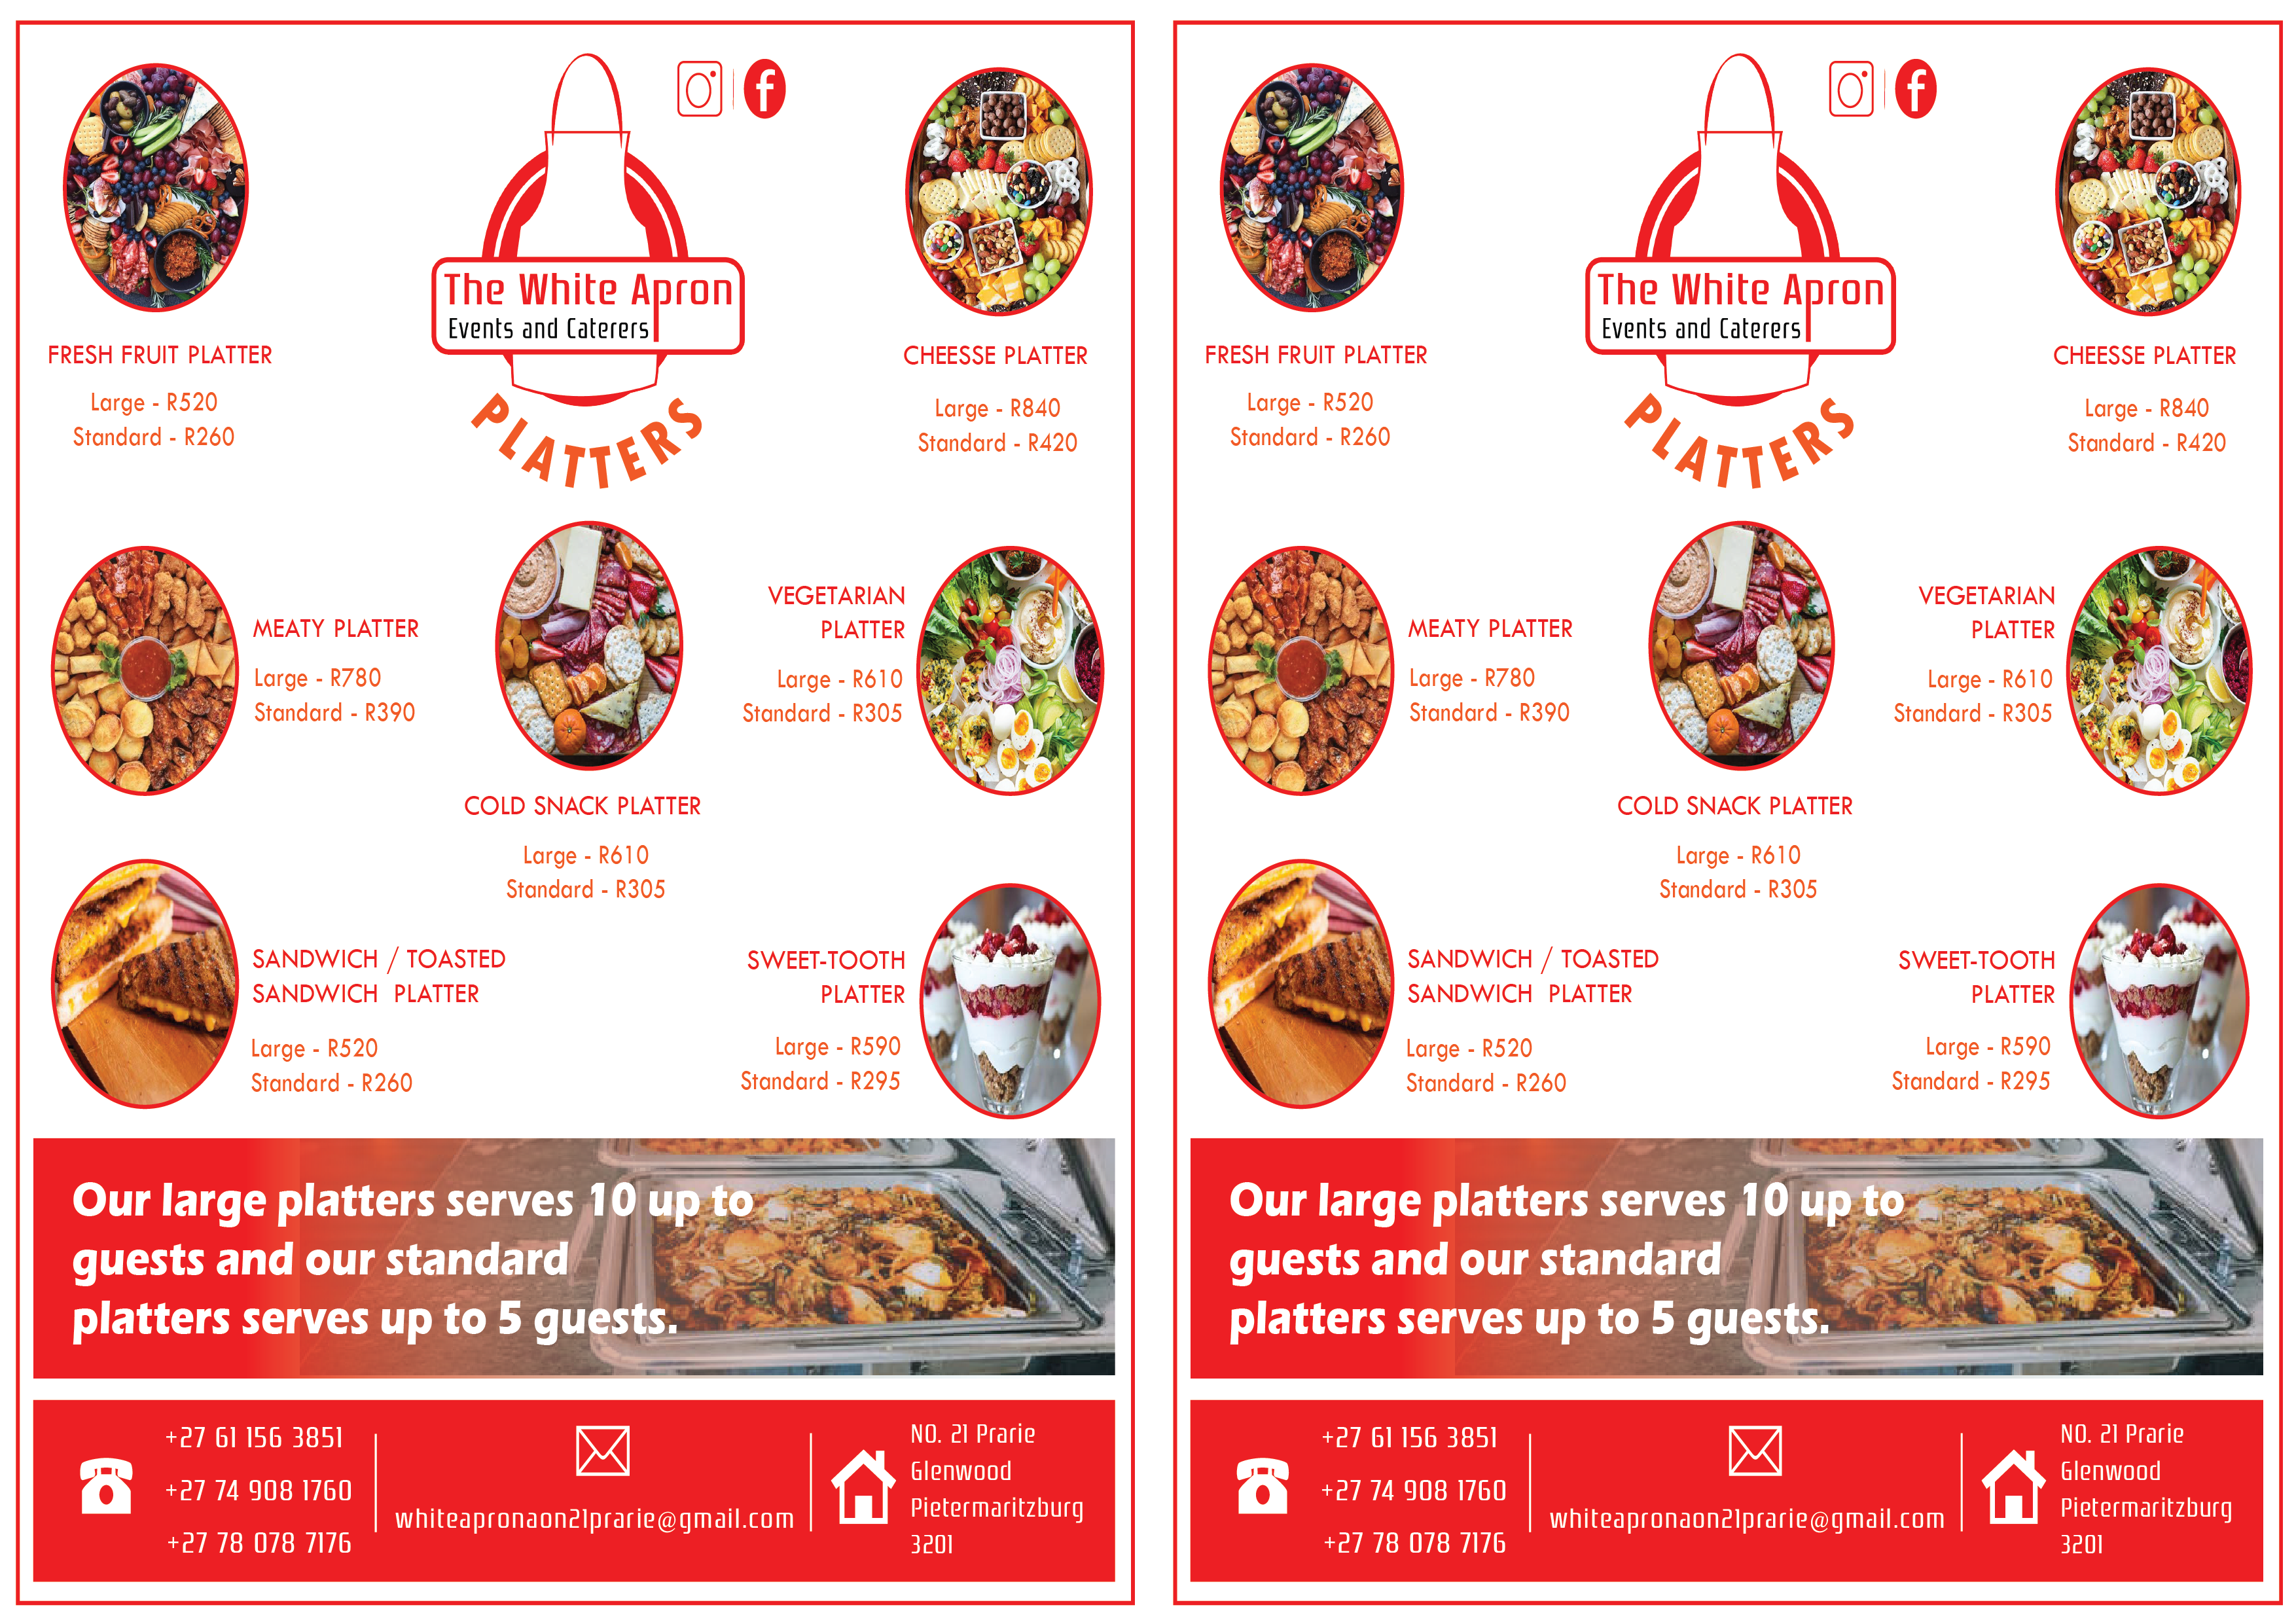 The White Apron
Events and Caterers
PLATTERS
FRESH FRUIT PLATTER
Large - R520
Standard - R260
CHEESSE PLATTER
Large - R840
Standard - R420
MEATY PLATTER
Large - R780
Standard - R390
COLD SNACK PLATTER
Large - R610
Standard - R305
VEGETARIAN
PLATTER
Large - R610
Standard - R305
SANDWICH / TOASTED
SANDWICH PLATTER
Large - R520
Standard - R260
SWEET-TOOTH
PLATTER
Large - R590
Standard - R295
Our large platters serves 10 up to
guests and our standard
platters serves up to 5 guests.
+27 61 156 3851
+27 74 908 1760
+27 78 078 7176
whiteapronaon21prarie@gmail.com
NO. 21 Prarie
Glenwood
Pietermaritzburg
3201
The White Apron
Events and Caterers
PLATTERS
FRESH FRUIT PLATTER
Large - R520
Standard - R260
CHEESSE PLATTER
Large - R840
Standard - R420
MEATY PLATTER
Large - R780
Standard - R390
COLD SNACK PLATTER
Large - R610
Standard - R305
VEGETARIAN
PLATTER
Large - R610
Standard - R305
SANDWICH / TOASTED
SANDWICH PLATTER
Large - R520
Standard - R260
SWEET-TOOTH
PLATTER
Large - R590
Standard - R295
Our large platters serves 10 up to
guests and our standard
platters serves up to 5 guests.
+27 61 156 3851
+27 74 908 1760
+27 78 078 7176
whiteapronaon21prarie@gmail.com
NO. 21 Prarie
Glenwood
Pietermaritzburg
3201